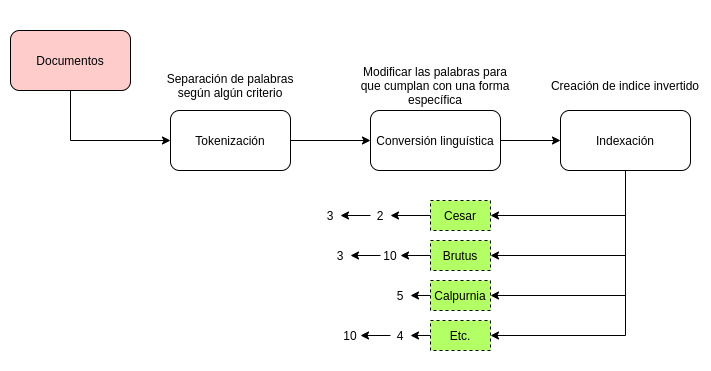 Documentos
Separación de palabras
según algún criterio
Modificar las palabras para
que cumplan con una forma
específica
Creación de indice invertido
Tokenización
Conversión linguística
Indexación
3 2 Cesar
3 10 Brutus
5 Calpurnia
10 4 Etc.